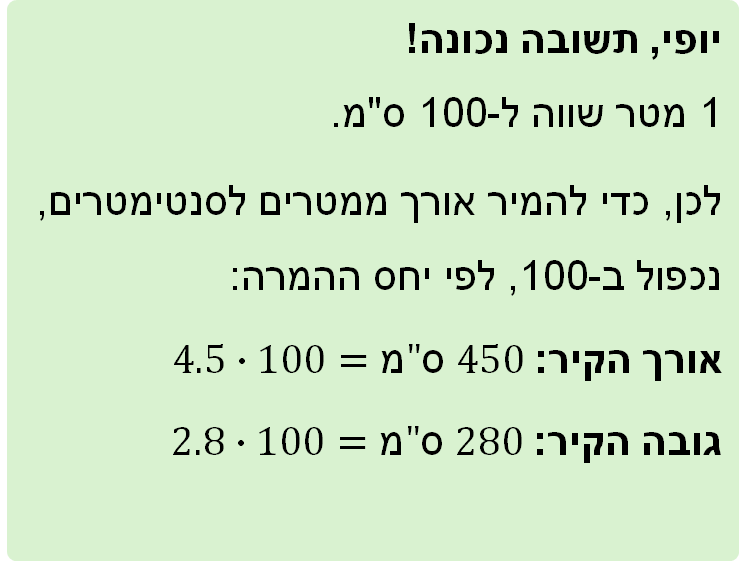 יופי, תשובה נכונה!
1 מטר שווה ל-100 ס"מ.
לכן, כדי להמיר אורך ממטרים לסנטימטרים,
נכפול ב-100, לפי יחס ההמרה:
אורך הקיר: 450 ס"מ = 100 · 4.5
גובה הקיר: 280 ס"מ = 100 · 2.8